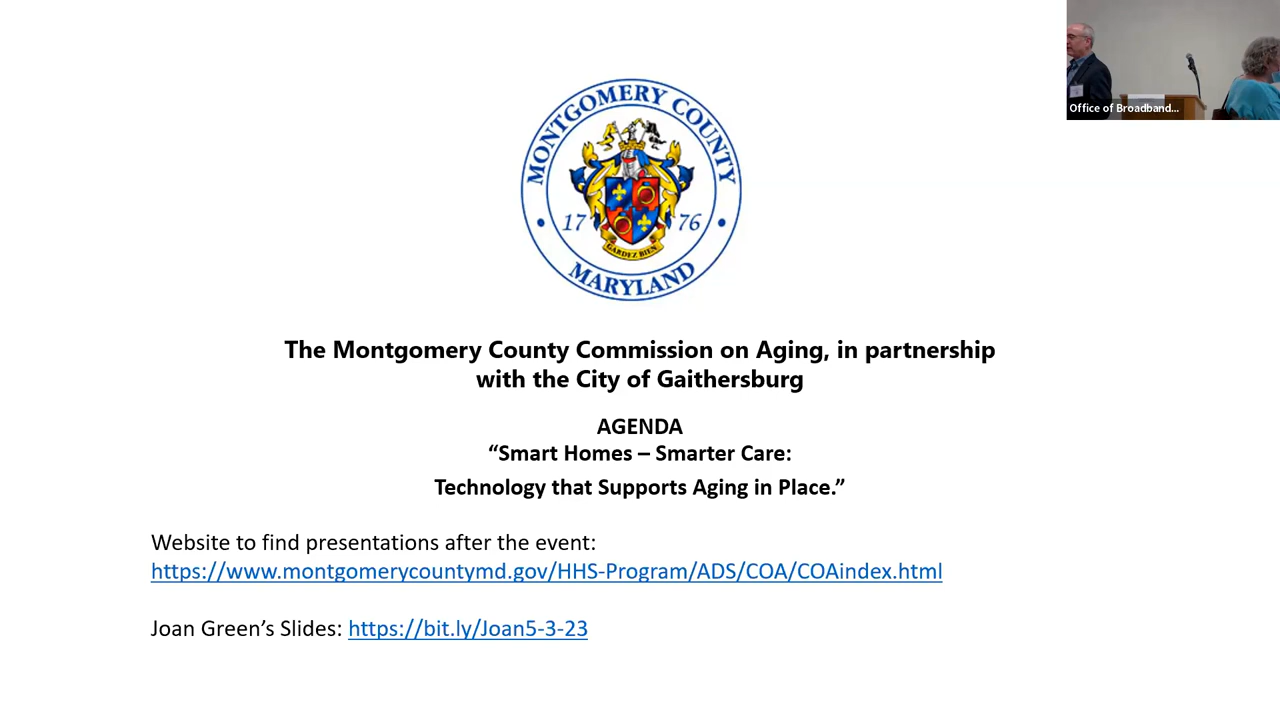 Office of Broadband...
MONTGOMERY COUNTY
17 76
GARDEZ BIEN
MARYLAND
The Montgomery County Commission on Aging, in partnership
with the City of Gaithersburg
AGENDA
“Smart Homes – Smarter Care:
Technology that Supports Aging in Place.”
Website to find presentations after the event:
https://www.montgomerycountymd.gov/HHS-Program/ADS/COA/COAindex.html
Joan Green’s Slides: https://bit.ly/Joan5-3-23